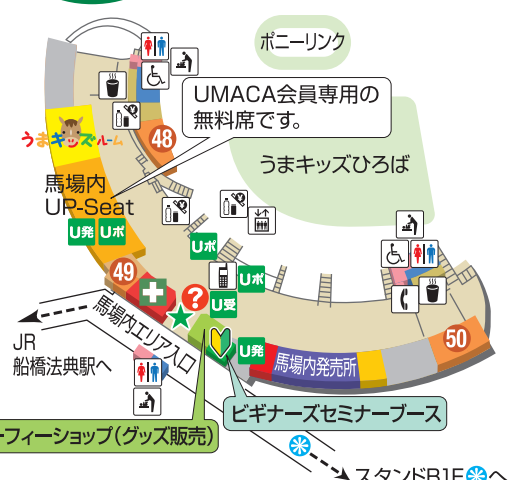 ポニーリンク
UMACA会員専用の
無料席です。
48
うまキッズルーム
うまキッズひろば
馬場内
UP-Seat
U発
Uポ
Uポ
49
?
Uポ
U受
馬場内エリア入口
JR
船橋法典駅へ
U発
馬場内発売所
50
ビギナーズセミナーブース
ーフィーショップ(グッズ販売)
スタンドB1F
へ